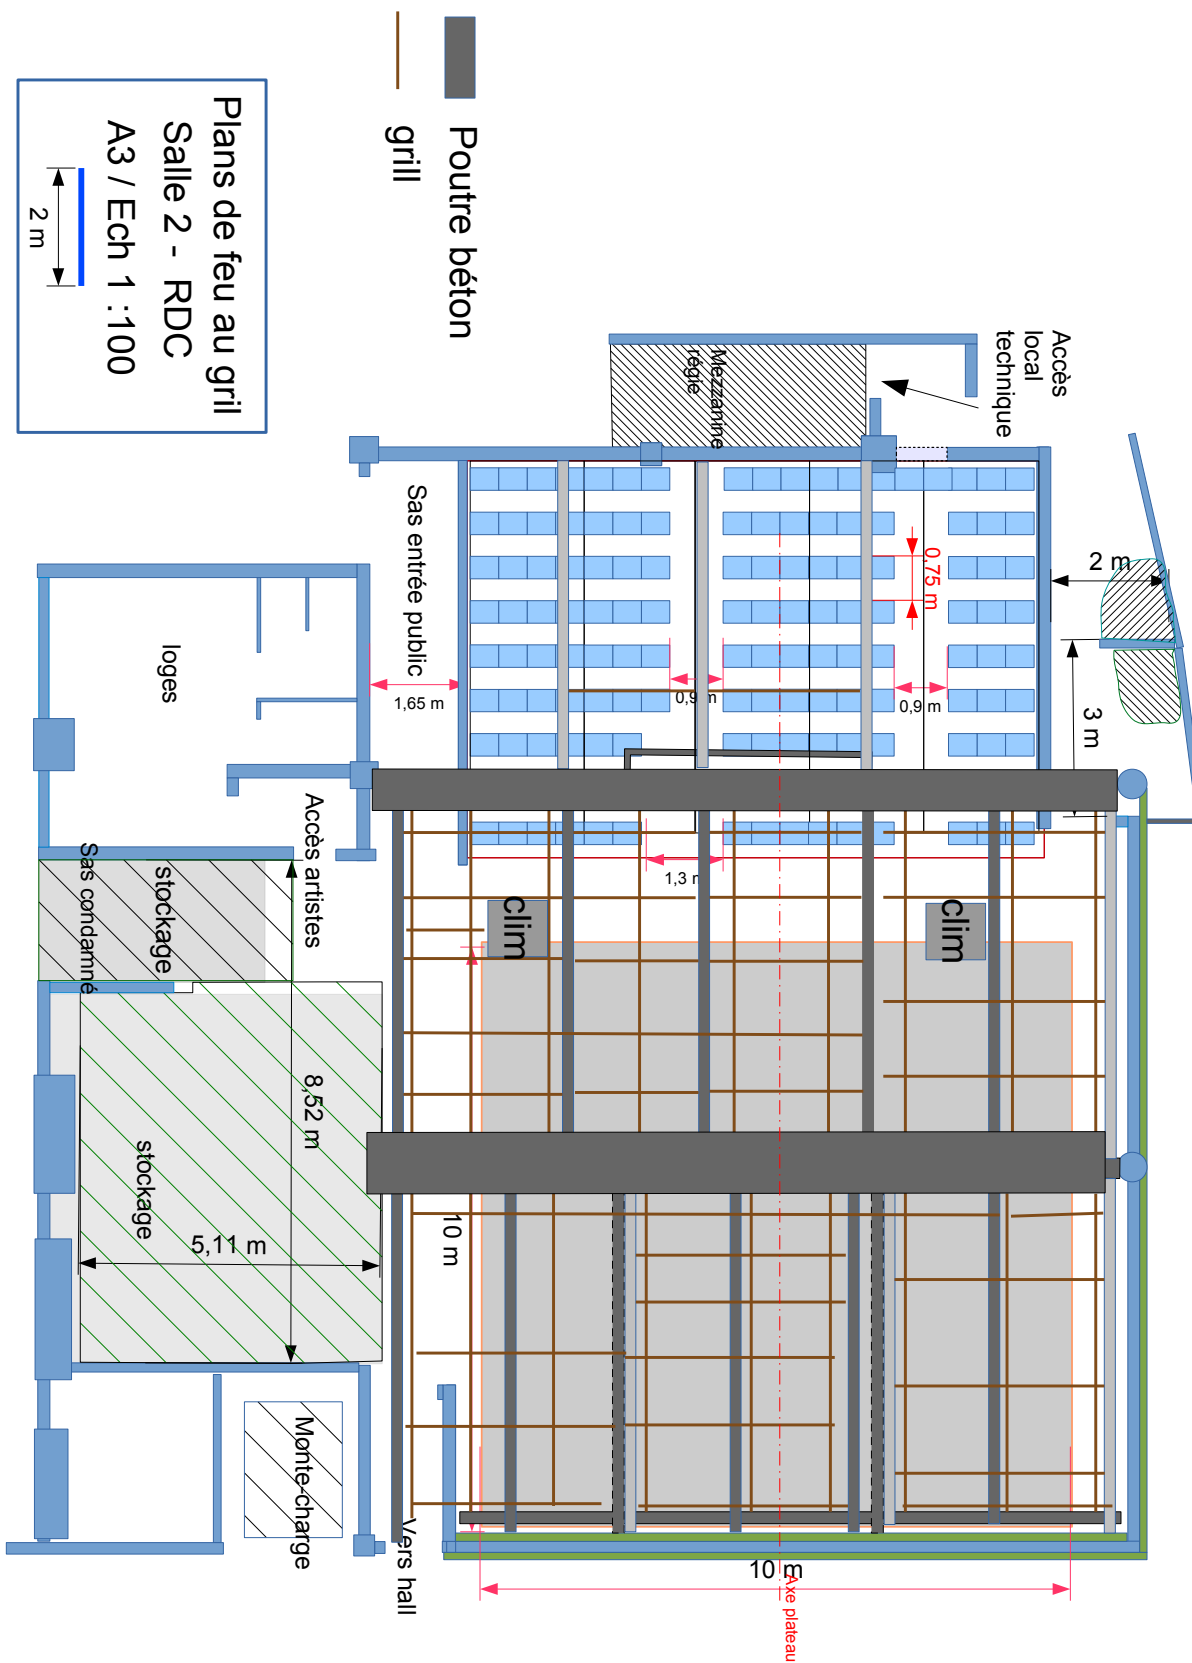 Plans de feu au gril
Salle 2 - RDC
A3 / Ech 1 :100
2 m
Poutre béton
grill
Accès
local
technique
Mezzanine
régie
Sas entrée public
0,75 m
2 m
3 m
loges
1,65 m
0,9 m
0,9 m
1,3 m
Accès artistes
Sas condamné
stockage
clim
clim
8,52 m
stockage
5,11 m
10 m
Monte-charge
Vers hall
10 m
Axe plateau